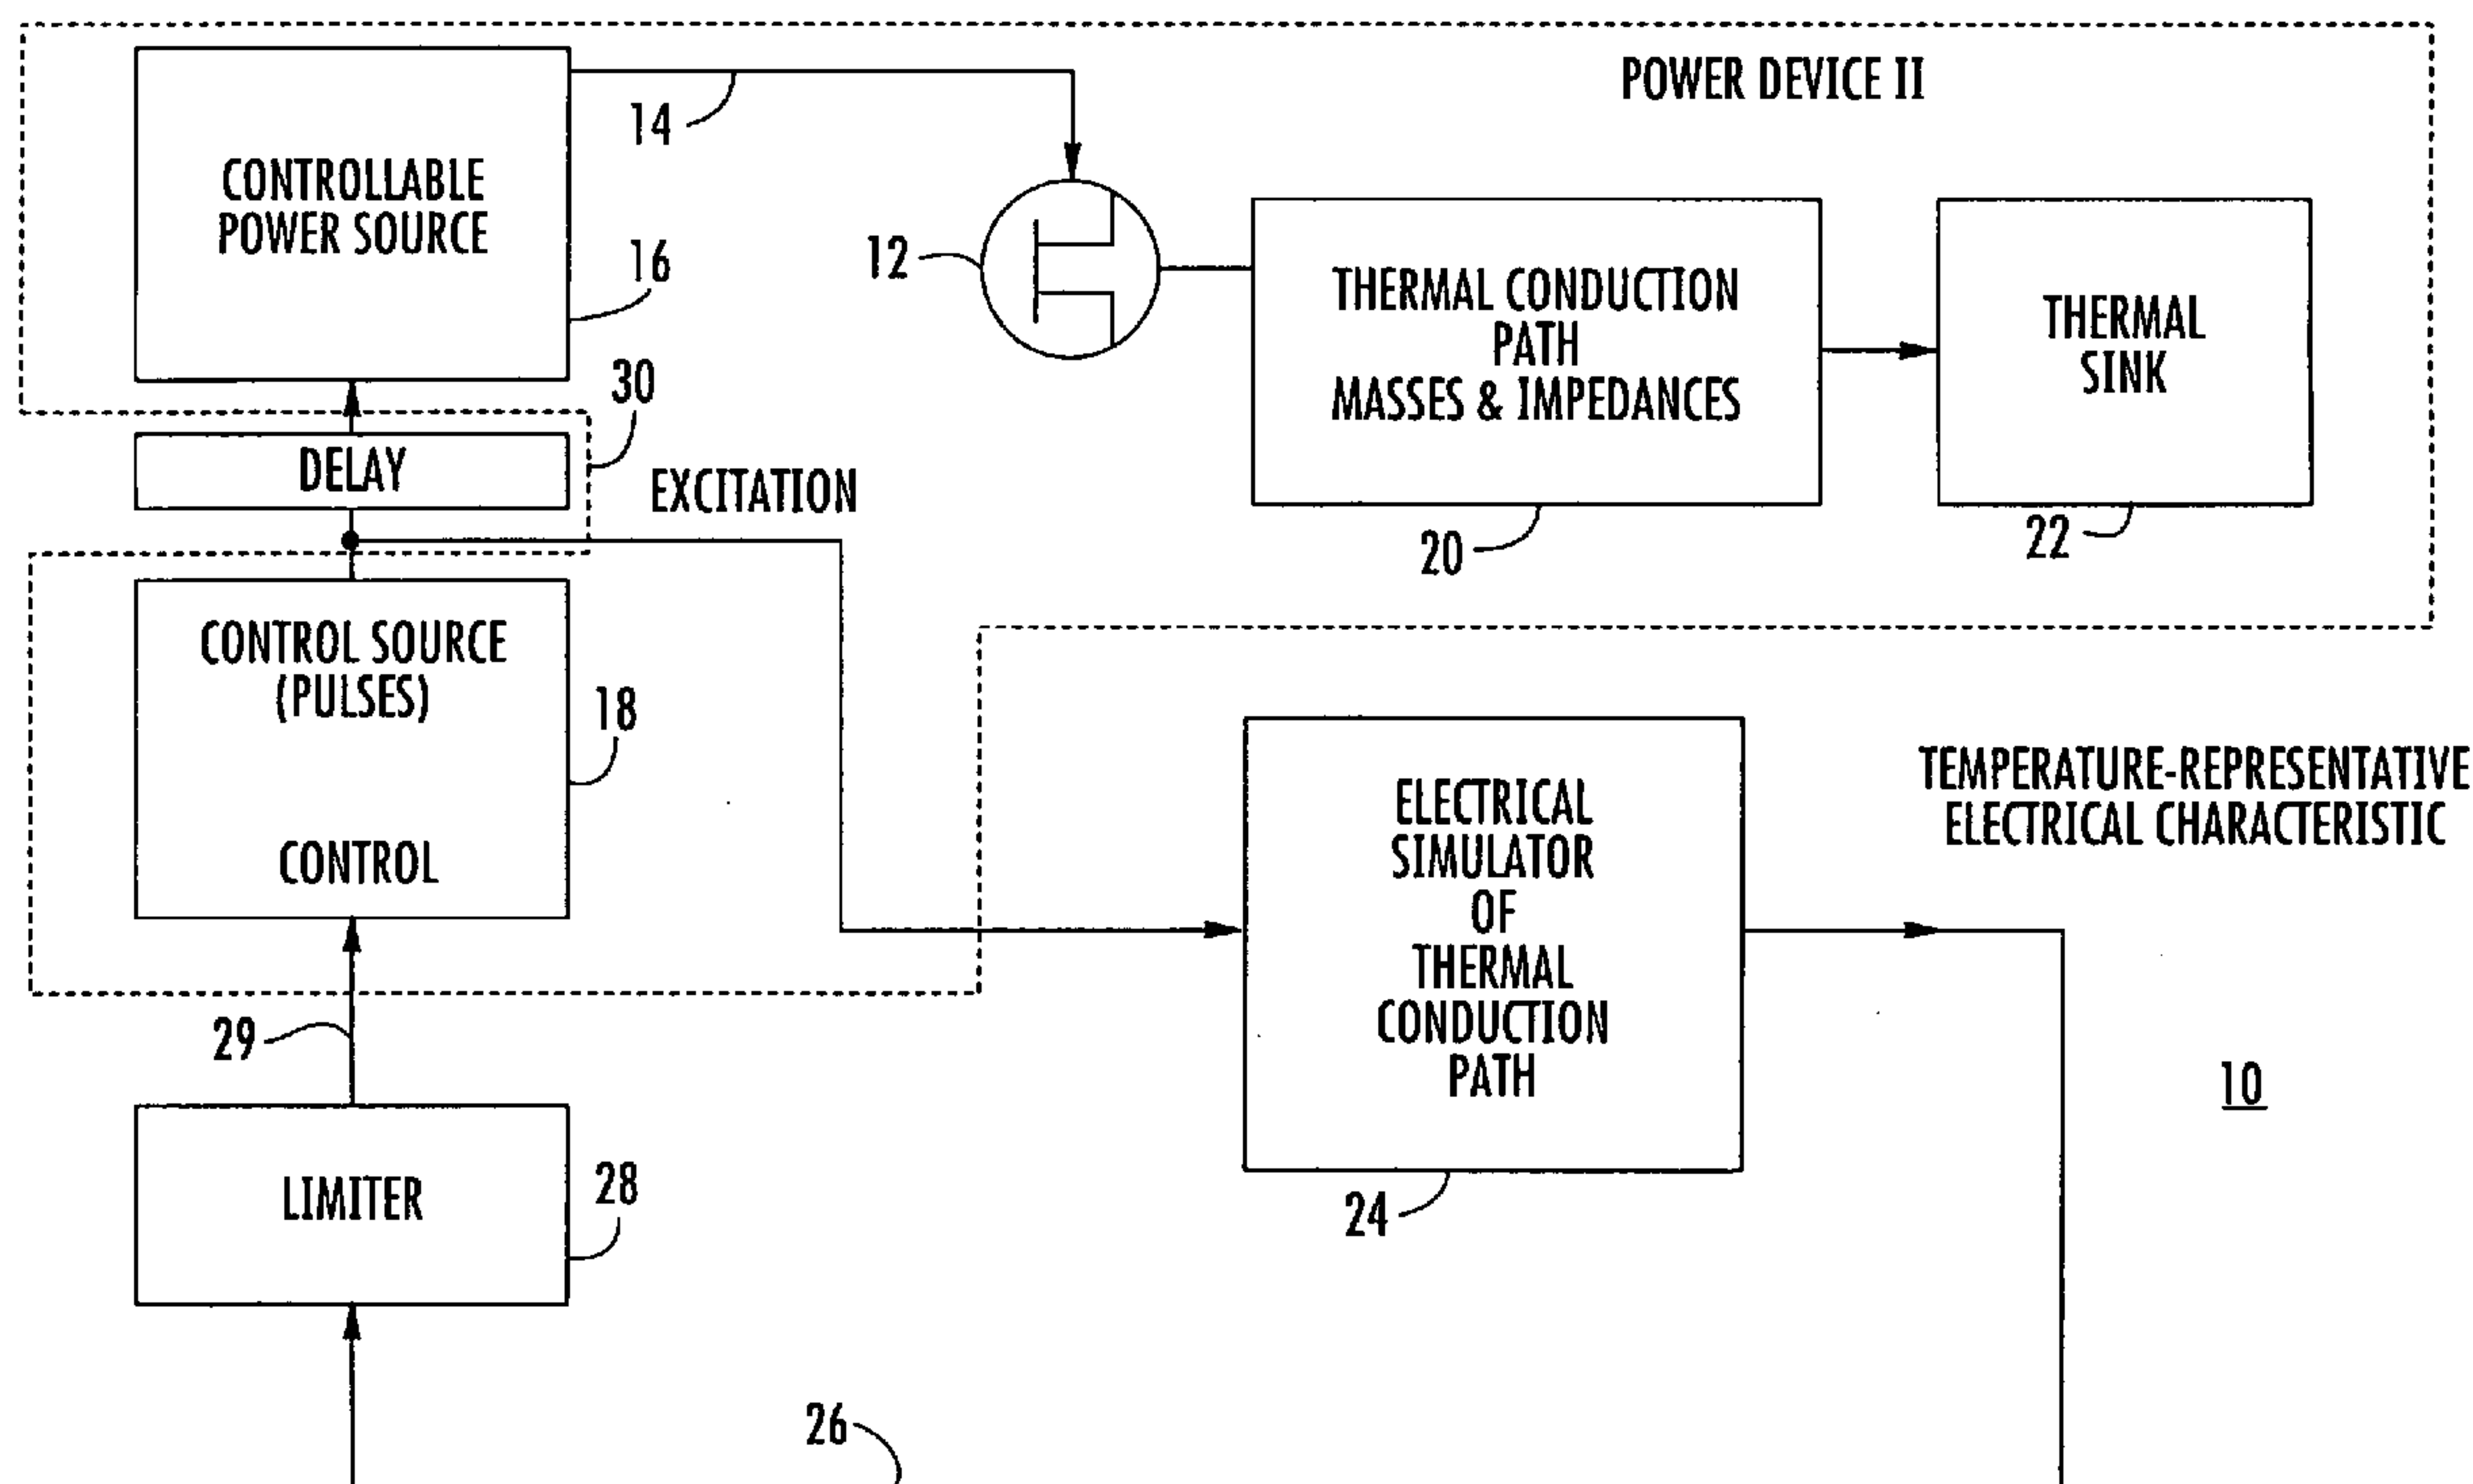 POWER DEVICE II
14
CONTROLLABLE
POWER SOURCE
16
12
THERMAL CONDUCTION
PATH
MASSES & IMPEDANCES
THERMAL
SINK
30
DELAY
EXCITATION
20
22
CONTROL SOURCE
(PULSES)
18
CONTROL
ELECTRICAL
SIMULATOR
OF
THERMAL
CONDUCTION
PATH
TEMPERATURE-REPRESENTATIVE
ELECTRICAL CHARACTERISTIC
29
10
LIMITER
28
24
26